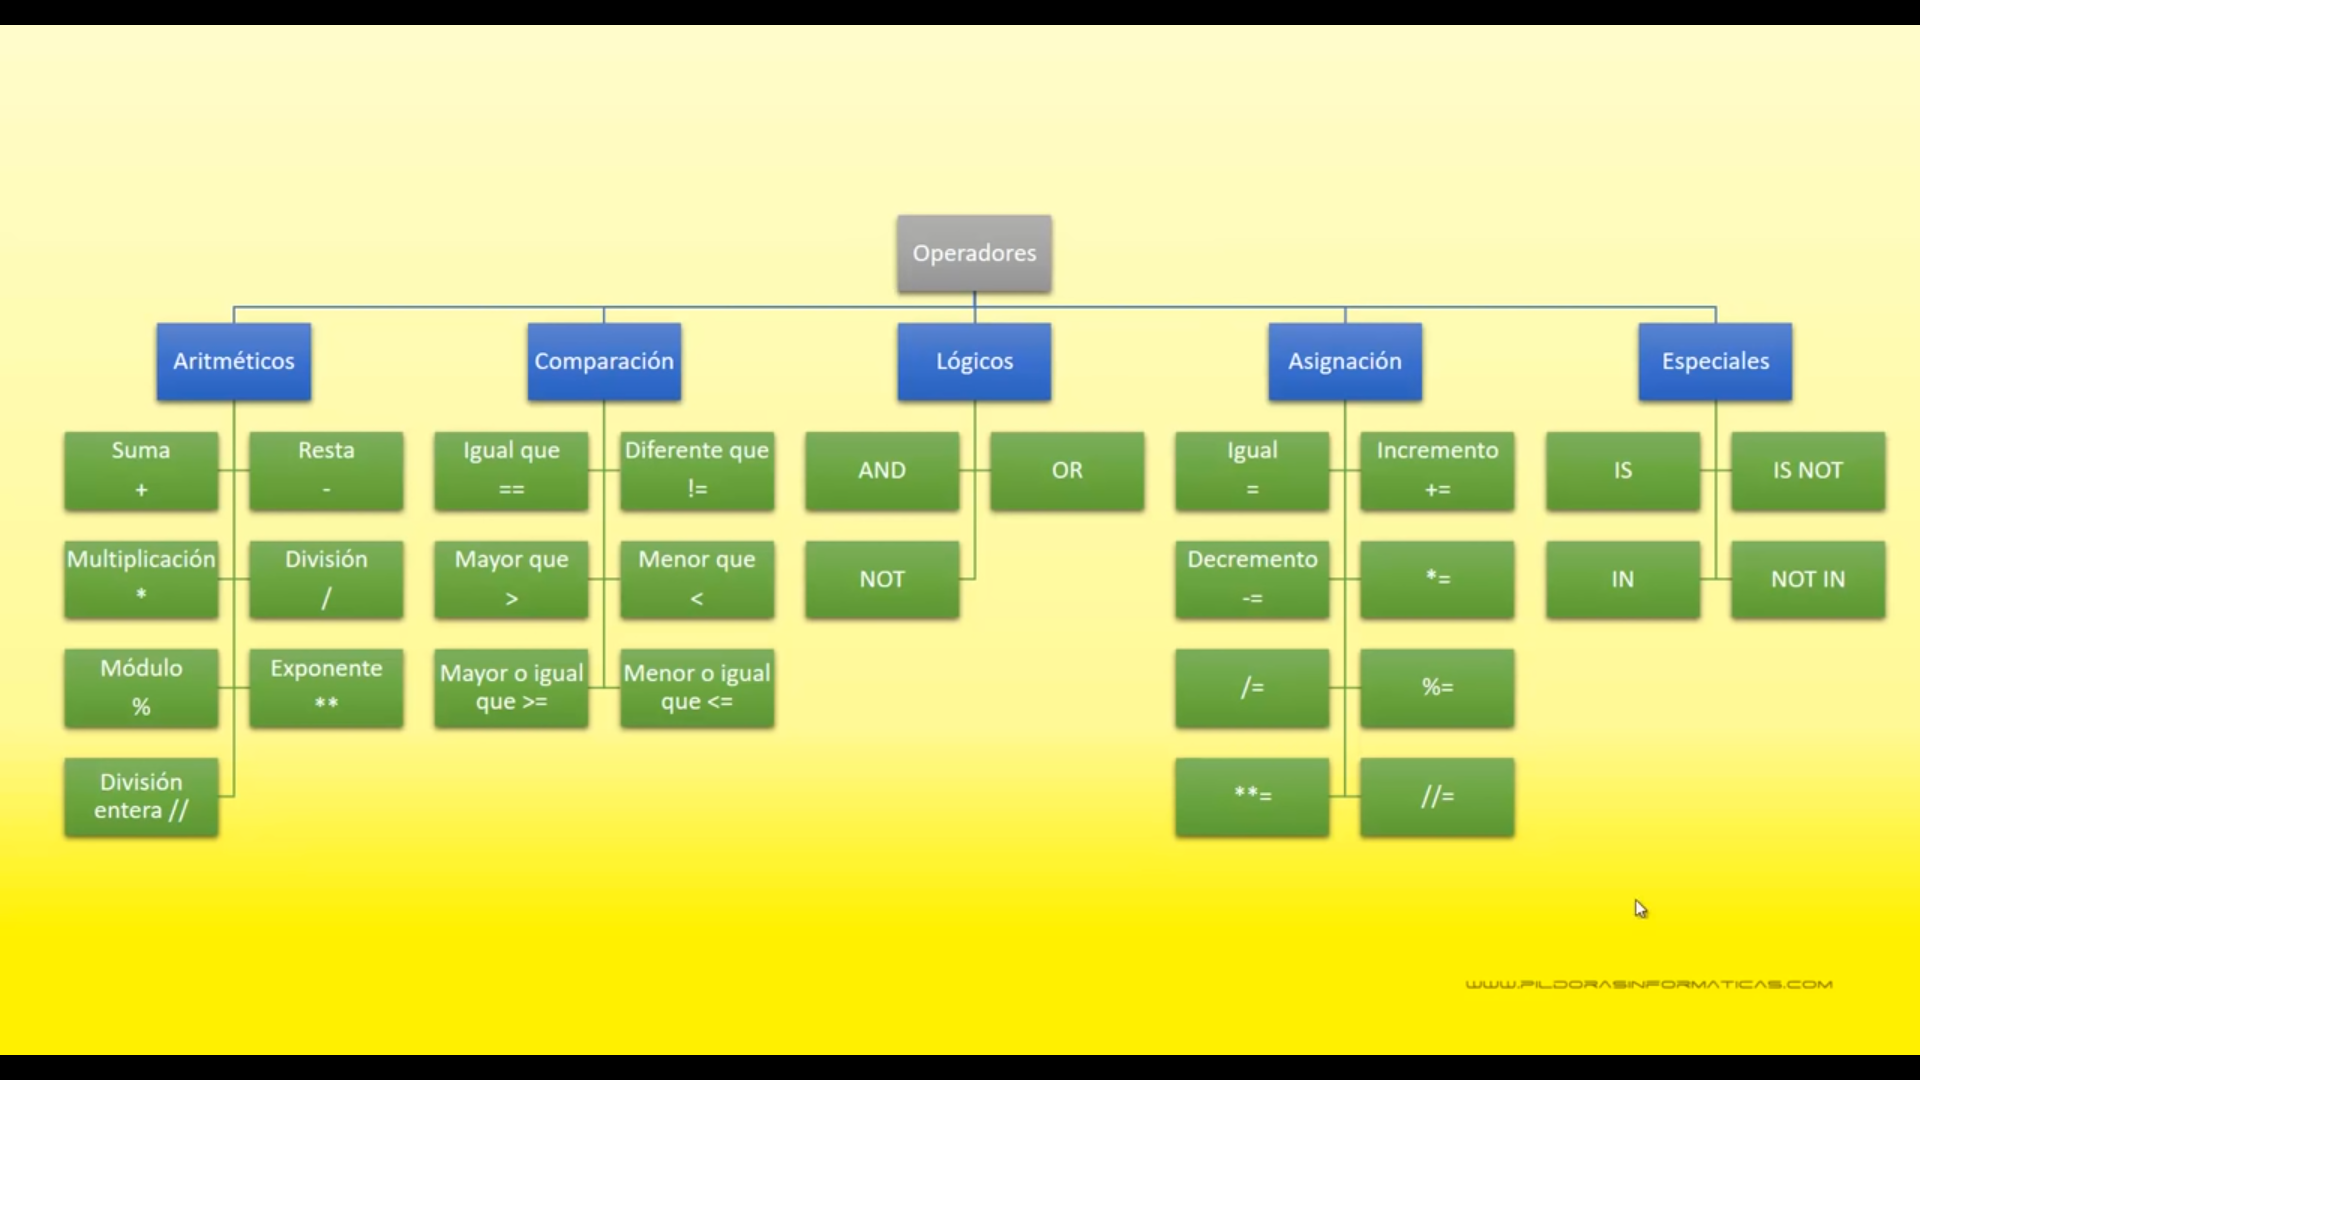 Operadores
Aritméticos
Comparación
Lógicos
Asignación
Especiales
Suma
+
Resta
-
Multiplicación
*
División
/
Módulo
%
Exponente
**
División
entera //
Igual que
==
Diferente que
!=
Mayor que
>
Menor que
<
Mayor o igual
que >=
Menor o igual
que <=
AND
OR
NOT
Igual
=
Incremento
+=
Decremento
-=
*=
/=
%=
**=
//=
IS
IS NOT
IN
NOT IN
WWW.PILDORASINFORMATICAS.COM